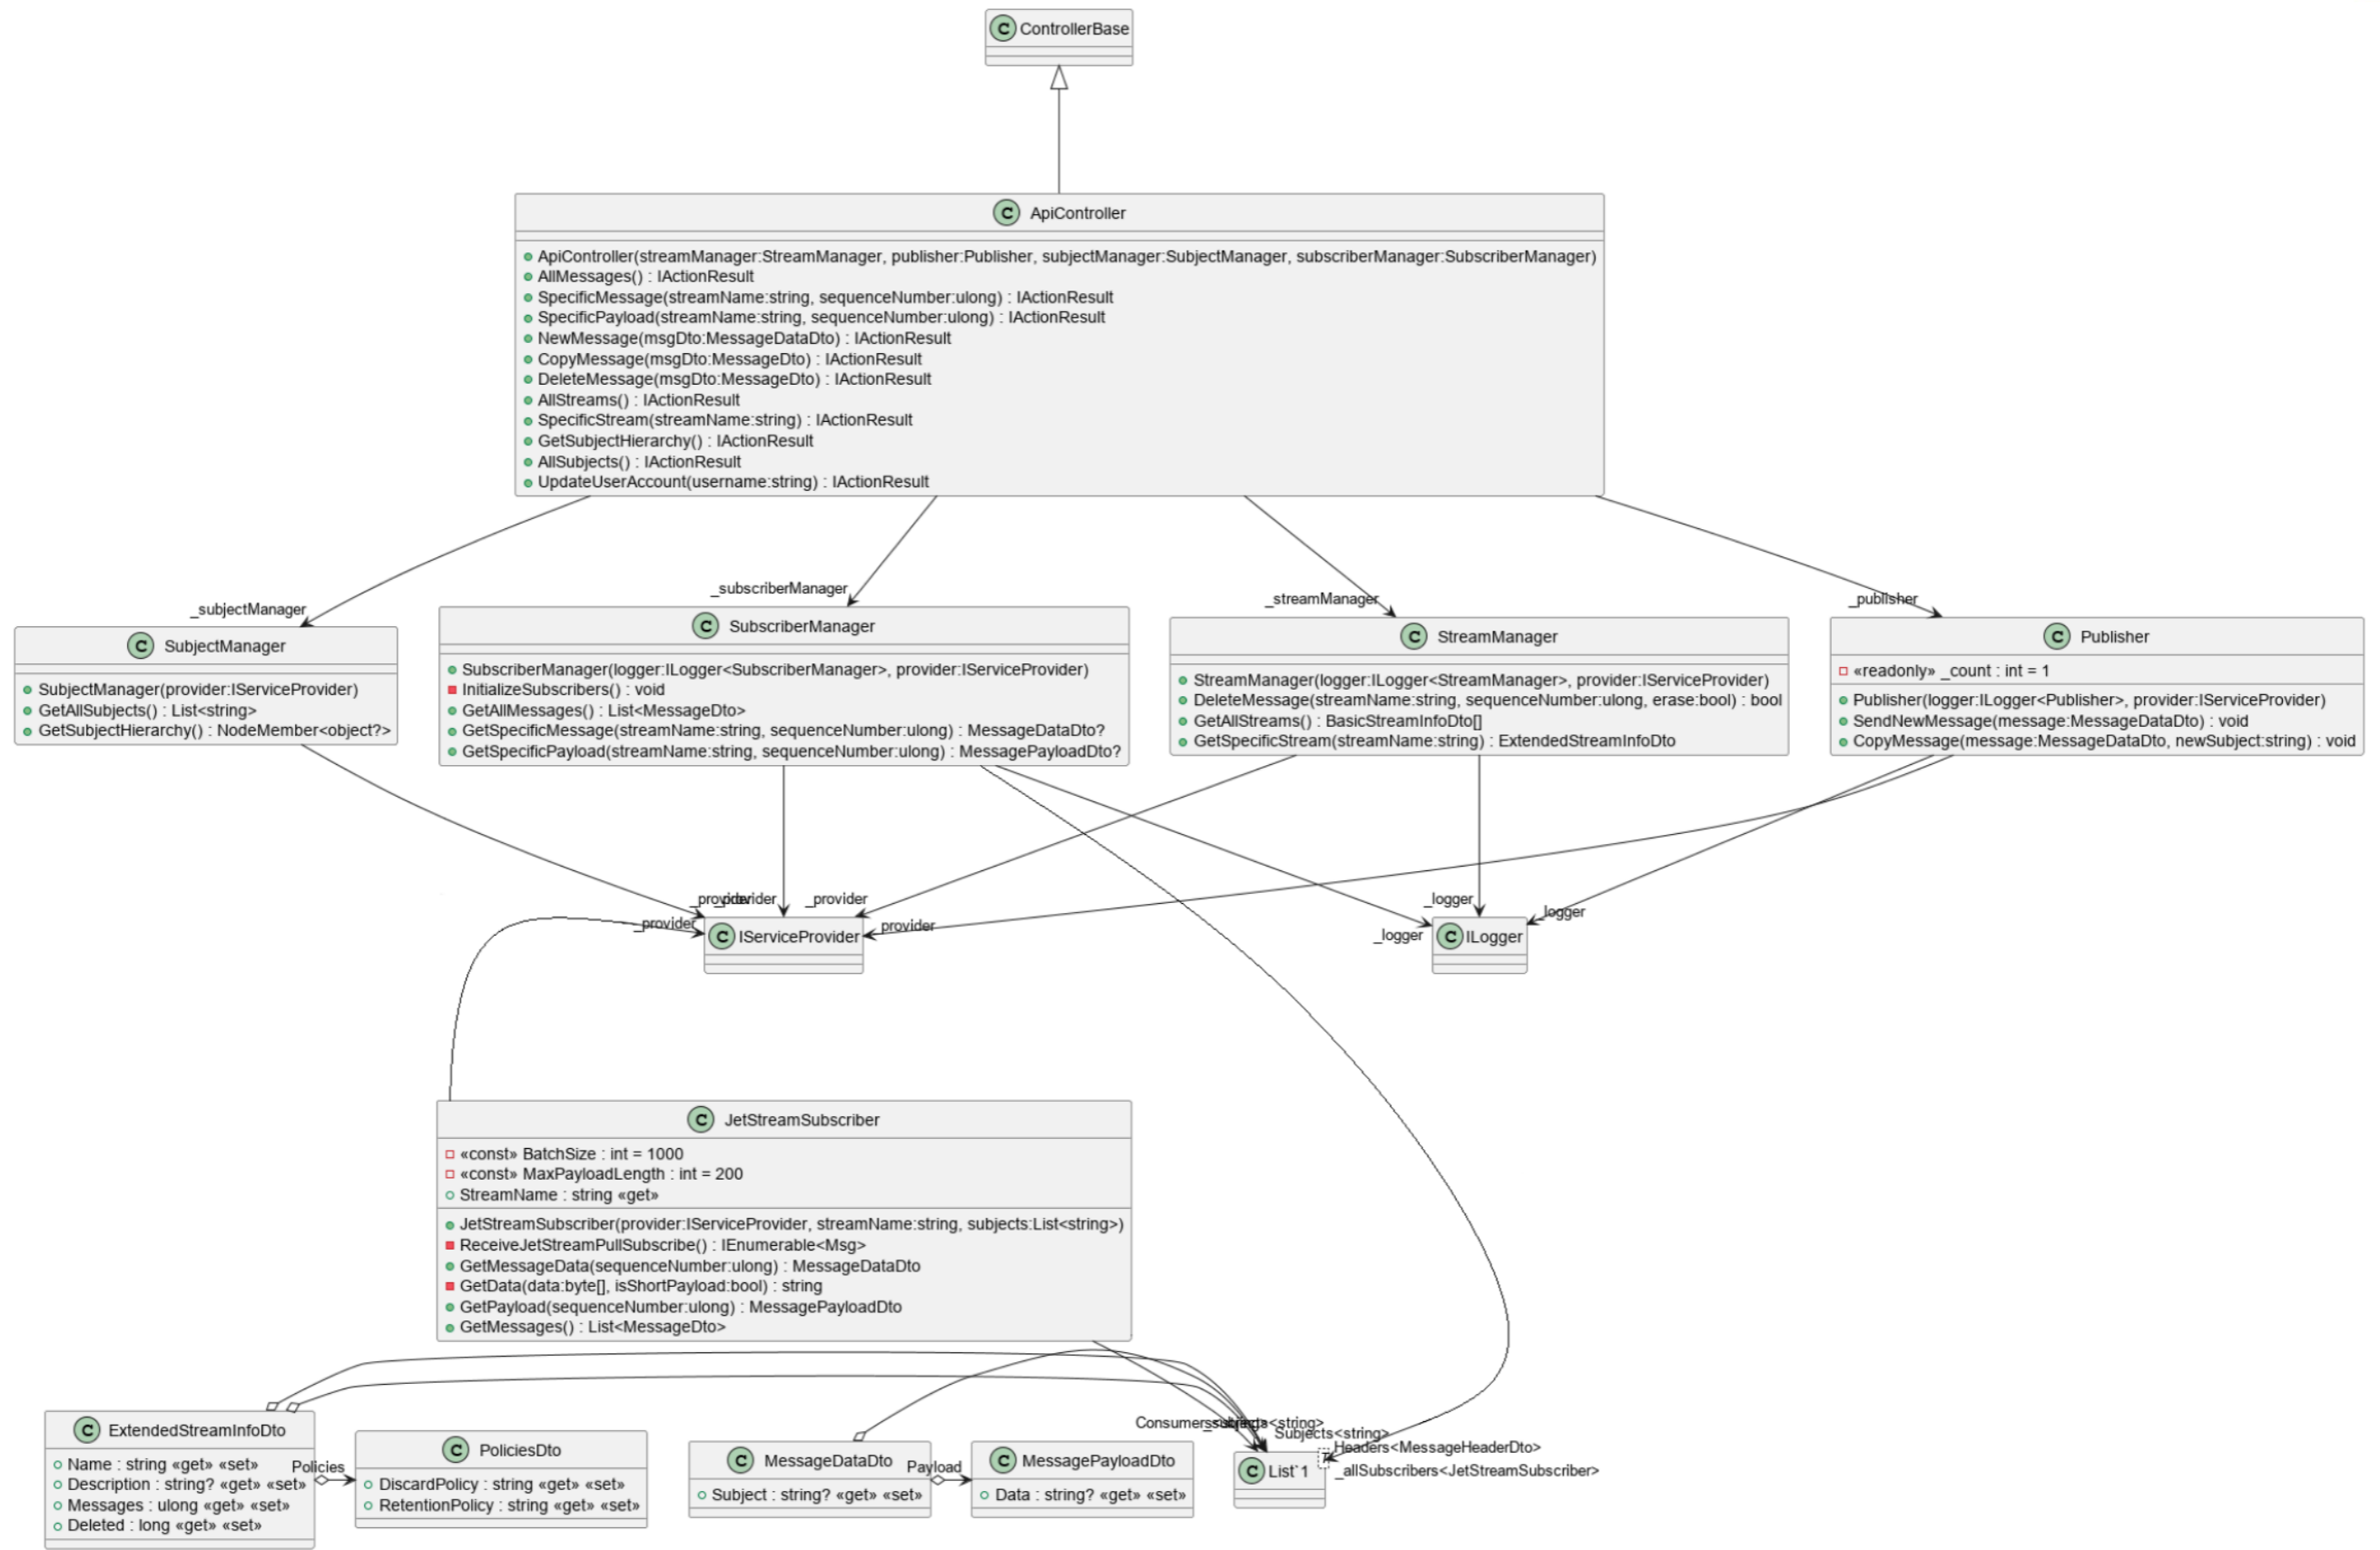 ControllerBase
ApiController
ApiController(streamManager:StreamManager, publisher:Publisher, subjectManager:SubjectManager, subscriberManager:SubscriberManager)
AllMessages() : IActionResult
SpecificMessage(streamName:string, sequenceNumber:ulong) : IActionResult
SpecificPayload(streamName:string, sequenceNumber:ulong) : IActionResult
NewMessage(msgDto:MessageDataDto) : IActionResult
CopyMessage(msgDto:MessageDto) : IActionResult
DeleteMessage(msgDto:MessageDto) : IActionResult
AllStreams() : IActionResult
SpecificStream(streamName:string) : IActionResult
GetSubjectHierarchy() : IActionResult
AllSubjects() : IActionResult
UpdateUserAccount(username:string) : IActionResult
_subjectManager
_subscriberManager
_streamManager
_publisher
SubjectManager
SubjectManager(provider:IServiceProvider)
GetAllSubjects() : List<string>
GetSubjectHierarchy() : NodeMember<object?>
SubscriberManager
SubscriberManager(logger:ILogger<SubscriberManager>, provider:IServiceProvider)
InitializeSubscribers() : void
GetAllMessages() : List<MessageDto>
GetSpecificMessage(streamName:string, sequenceNumber:ulong) : MessageDataDto?
GetSpecificPayload(streamName:string, sequenceNumber:ulong) : MessagePayloadDto?
StreamManager
StreamManager(logger:ILogger<StreamManager>, provider:IServiceProvider)
DeleteMessage(streamName:string, sequenceNumber:ulong, erase:bool) : bool
GetAllStreams() : BasicStreamInfoDto[]
GetSpecificStream(streamName:string) : ExtendedStreamInfoDto
Publisher
«readonly» _count : int = 1
Publisher(logger:ILogger<Publisher>, provider:IServiceProvider)
SendNewMessage(message:MessageDataDto) : void
CopyMessage(message:MessageDataDto, newSubject:string) : void
_provider
_provider
_provider
_provider
provider
_logger
_logger
_logger
IServiceProvider
ILogger
JetStreamSubscriber
«const» BatchSize : int = 1000
«const» MaxPayloadLength : int = 200
StreamName : string «get»
JetStreamSubscriber(provider:IServiceProvider, streamName:string, subjects:List<string>)
ReceiveJetStreamPullSubscribe() : IEnumerable<Msg>
GetMessageData(sequenceNumber:ulong) : MessageDataDto
GetData(data:byte[], isShortPayload:bool) : string
GetPayload(sequenceNumber:ulong) : MessagePayloadDto
GetMessages() : List<MessageDto>
ExtendedStreamInfoDto
Name : string «get» «set»
Description : string? «get» «set»
Messages : ulong «get» «set»
Deleted : long «get» «set»
Policies
PoliciesDto
DiscardPolicy : string «get» «set»
RetentionPolicy : string «get» «set»
MessageDataDto
Subject : string? «get» «set»
Payload
MessagePayloadDto
Data : string? «get» «set»
Subjects<string>
Headers<MessageHeaderDto>
_allSubscribers<JetStreamSubscriber>
List`1